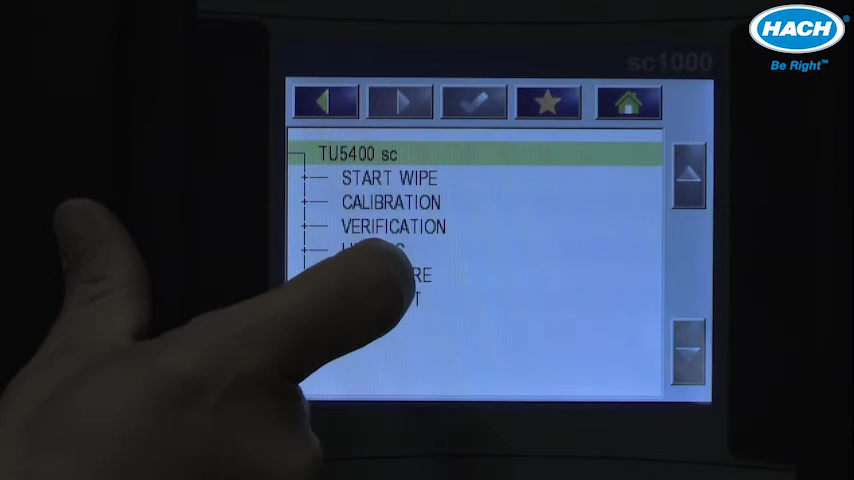 HACH®
Be Right™
sc1000
TU5400 sc
START WIPE
CALIBRATION
VERIFICATION